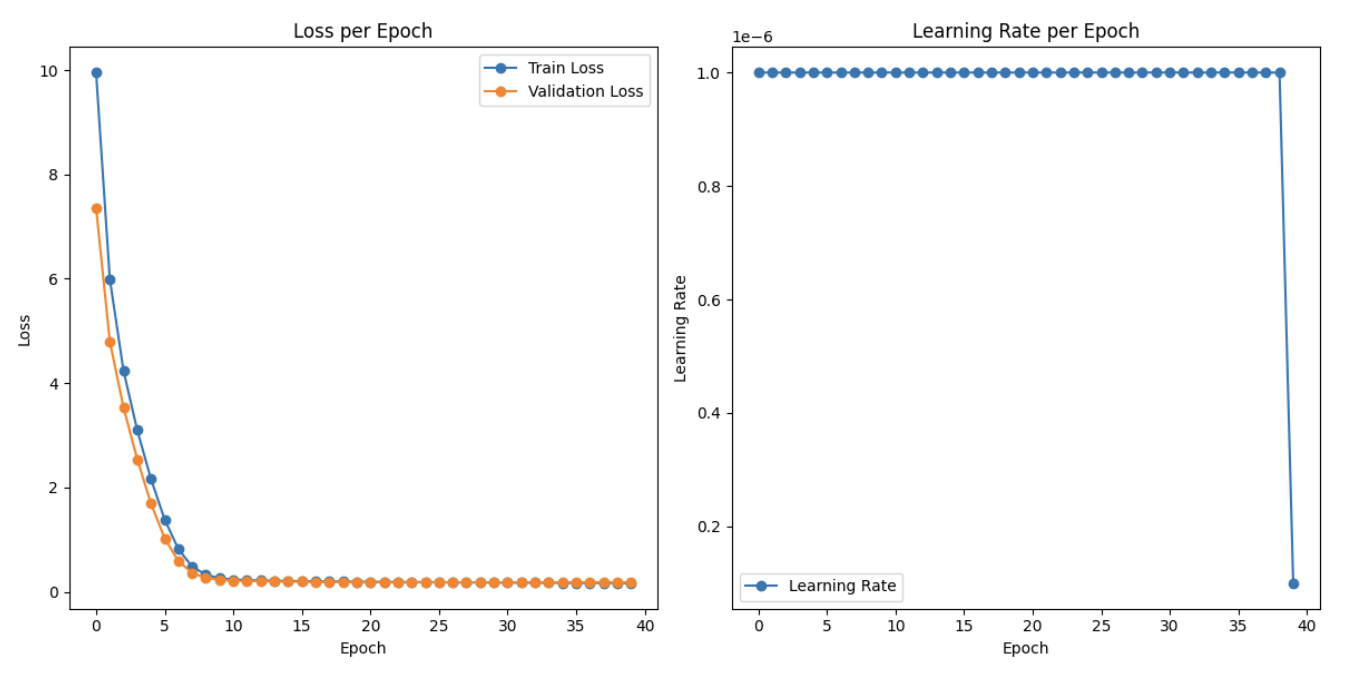 Loss per Epoch
10
8
6
4
2
0
Loss
Train Loss
Validation Loss
0 5 10 15 20 25 30 35 40
Epoch
Learning Rate per Epoch
1e−6
1.0
0.8
0.6
0.4
0.2
Learning Rate
Learning Rate
0 5 10 15 20 25 30 35 40
Epoch